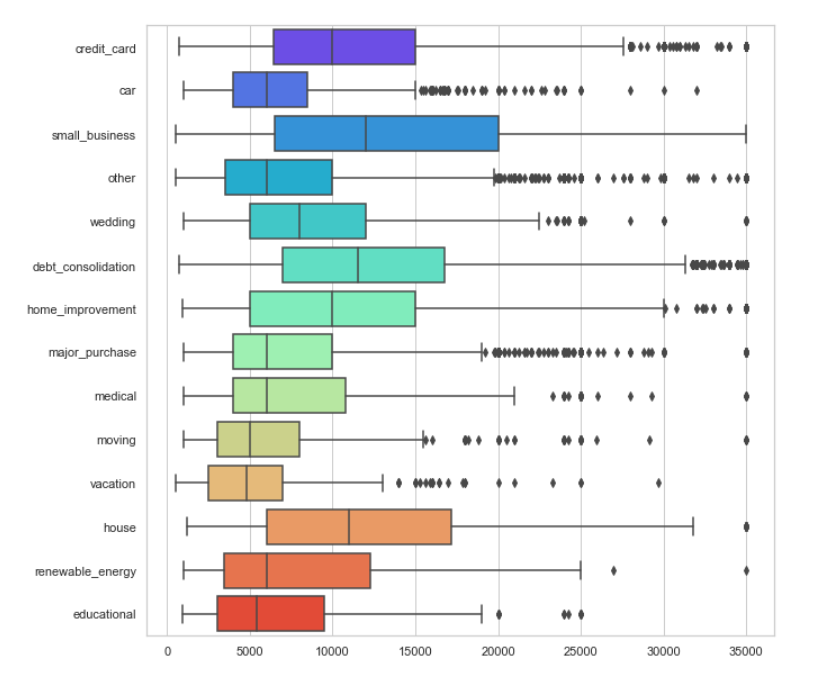 credit_card
car
small_business
other
wedding
debt_consolidation
home_improvement
major_purchase
medical
moving
vacation
house
renewable_energy
educational
0 5000 10000 15000 20000 25000 30000 35000